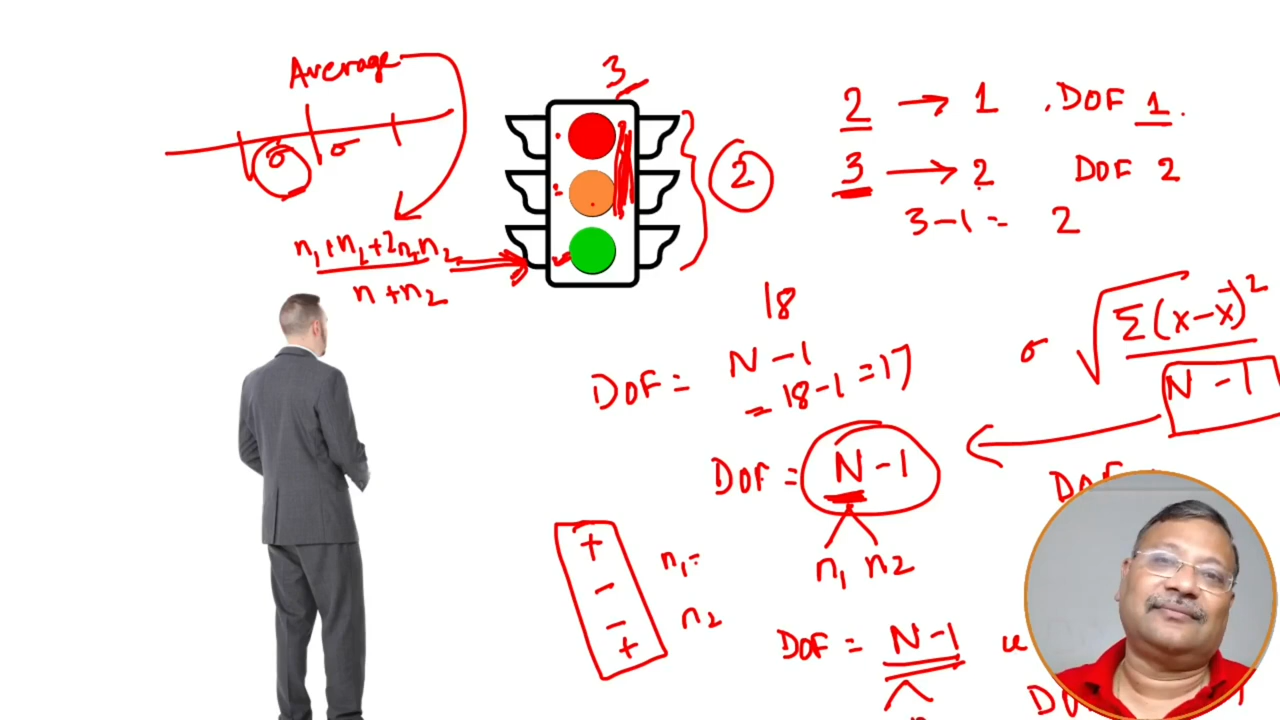 Average
σ σ
n₁+n₂+2n₁n₂
n+n₂
3
2
2 → 1 . DOF 1.
3 → 2 DOF 2
3-1= 2
18
DOF = N-1
= 18-1=17
σ √ Σ(x-x̄)²
N-1
DOF = N-1
n₁ n₂
DOF
+
-
-
+
n₁=
n₂
DOF = N-1